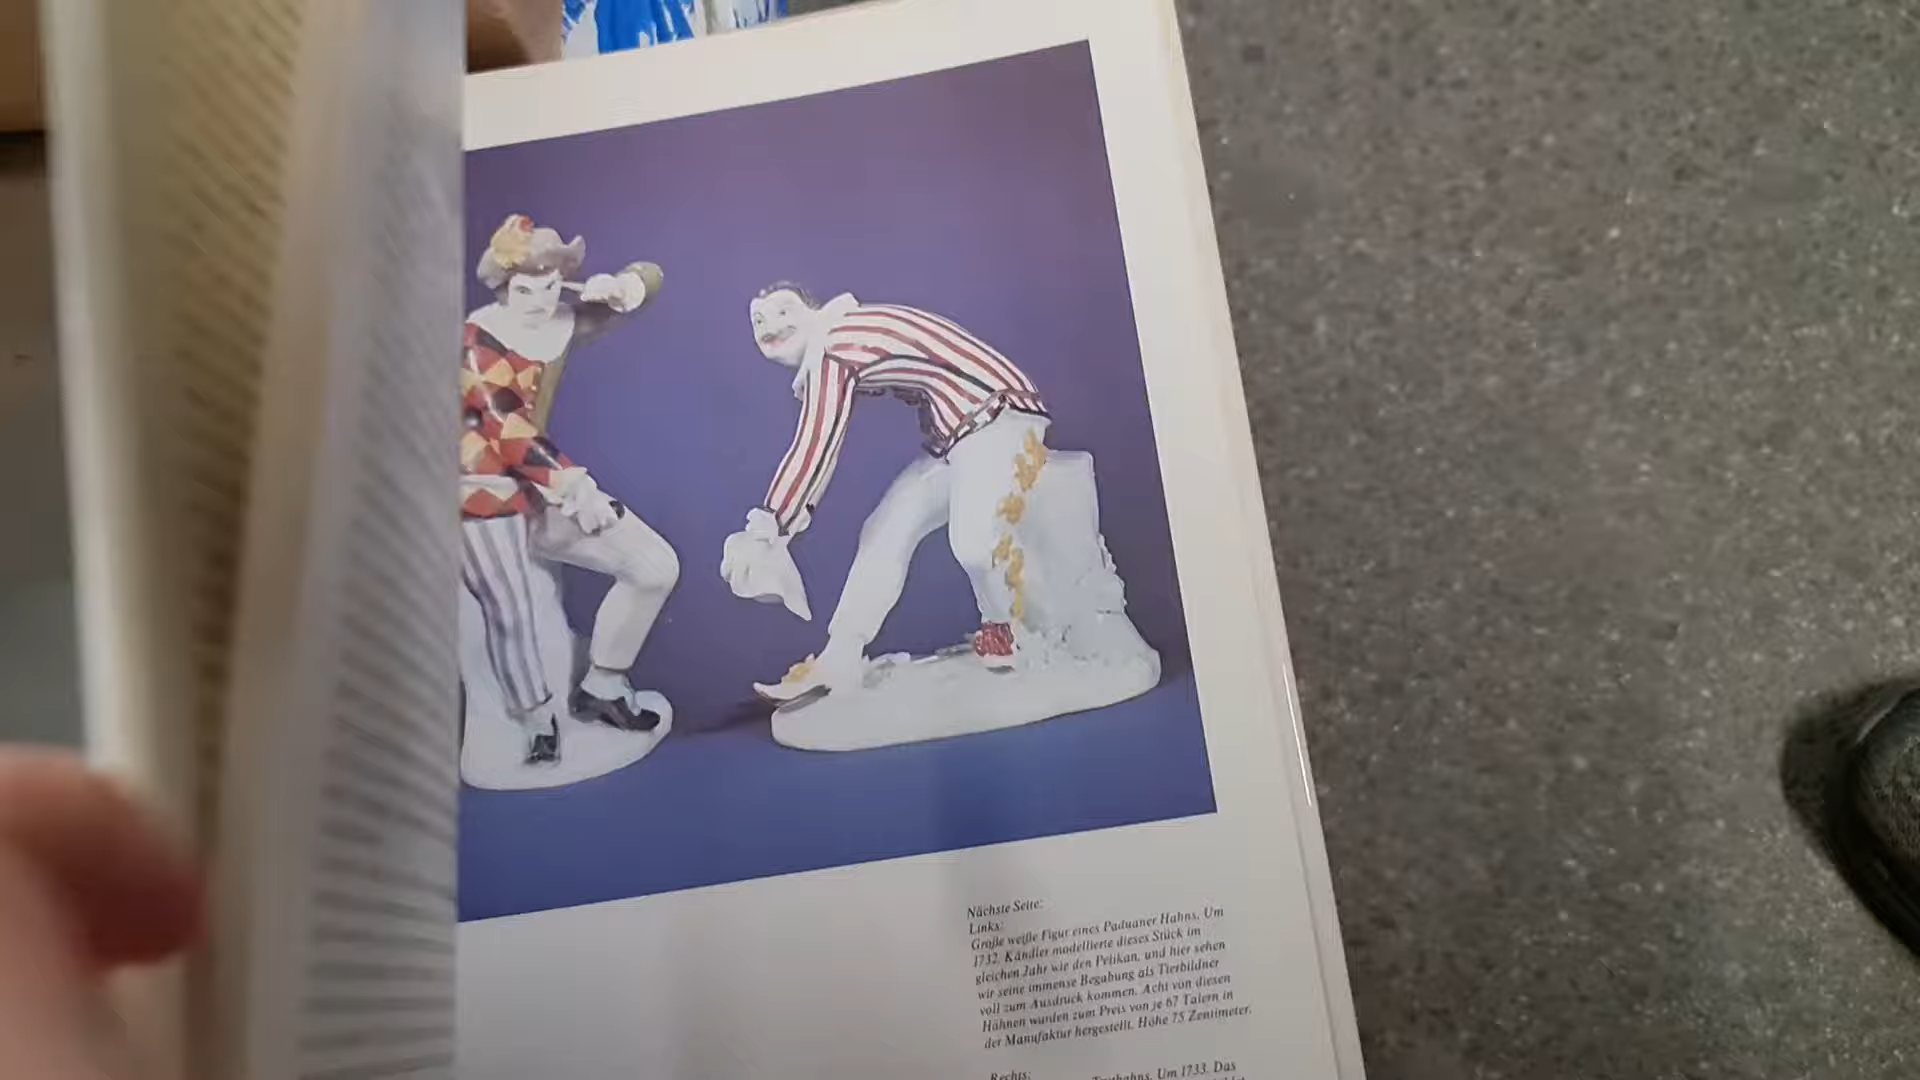 Nächste Seite:
Links:
Große weiße Figur eines Paduaner Hahns. Um
1732. Kändler modellierte dieses Stück im
gleichen Jahr wie den Pelikan, und hier sehen
wir seine immense Begabung als Tierbildner
voll zum Ausdruck kommen. Acht von diesen
Hähnen wurden zum Preis von je 67 Talern in
der Manufaktur hergestellt. Höhe 75 Zentimeter.
Rechts:
Um 1733. Das